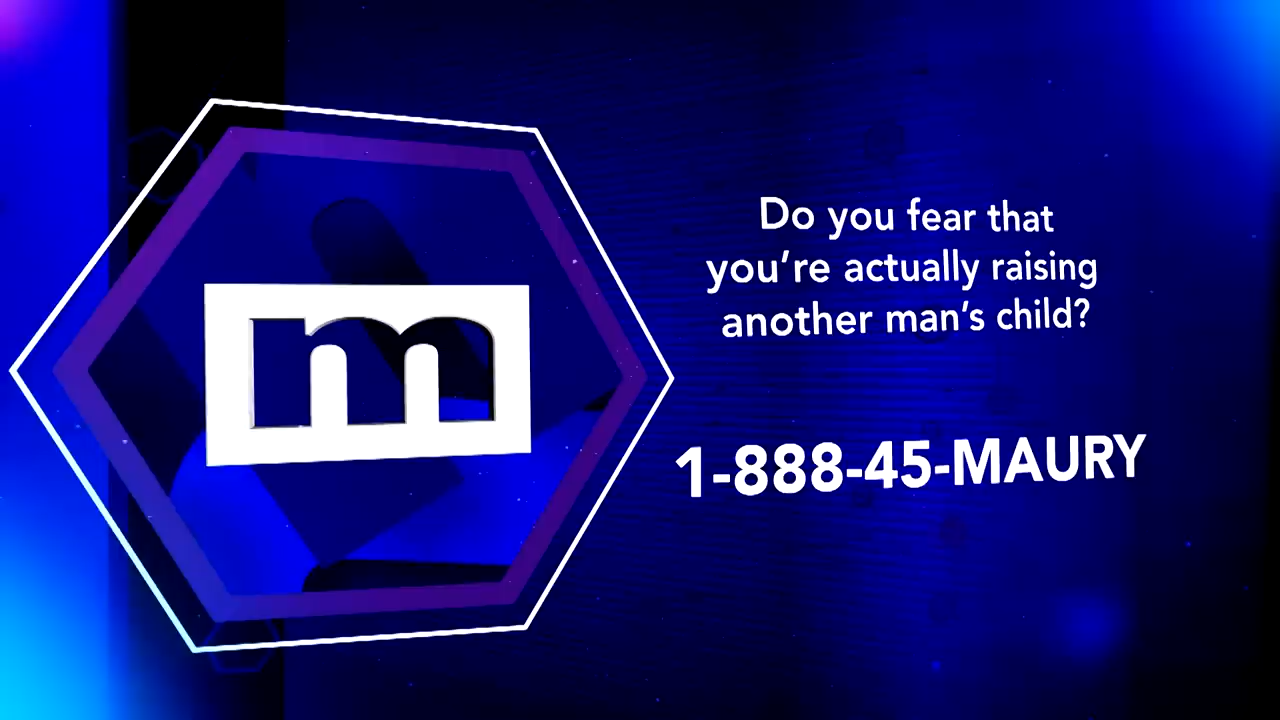 m
Do you fear that
you're actually raising
another man's child?
1-888-45-MAURY